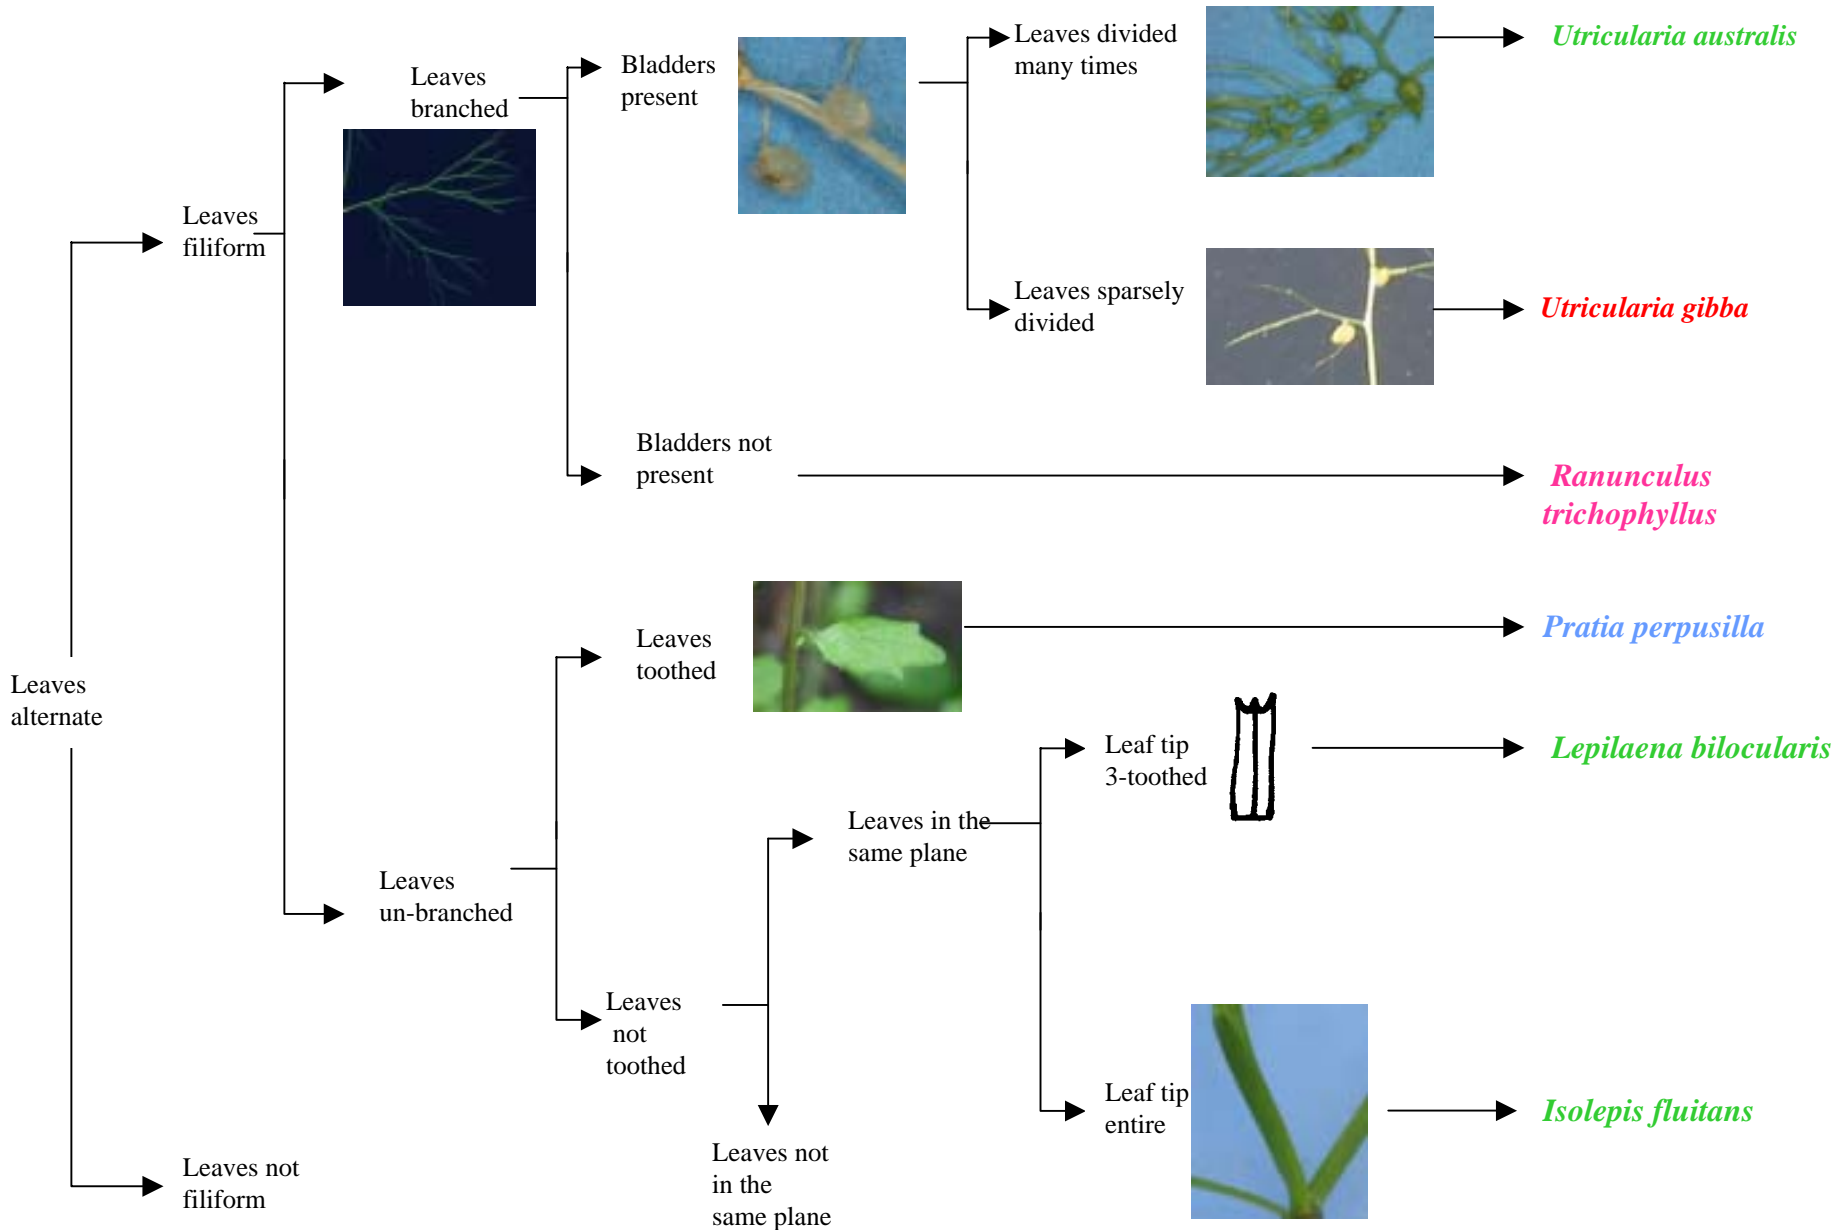 Leaves
alternate
Leaves
filiform
Leaves not
filiform
Leaves
branched
Leaves
un-branched
Bladders
present
Bladders not
present
Leaves
toothed
Leaves
not
toothed
Leaves divided
many times
Leaves sparsely
divided
Leaves in the
same plane
Leaves not
in the
same plane
Leaf tip
3-toothed
Leaf tip
entire
Utricularia australis
Utricularia gibba
Ranunculus
trichophyllus
Pratia perpusilla
Lepilaena bilocularis
Isolepis fluitans